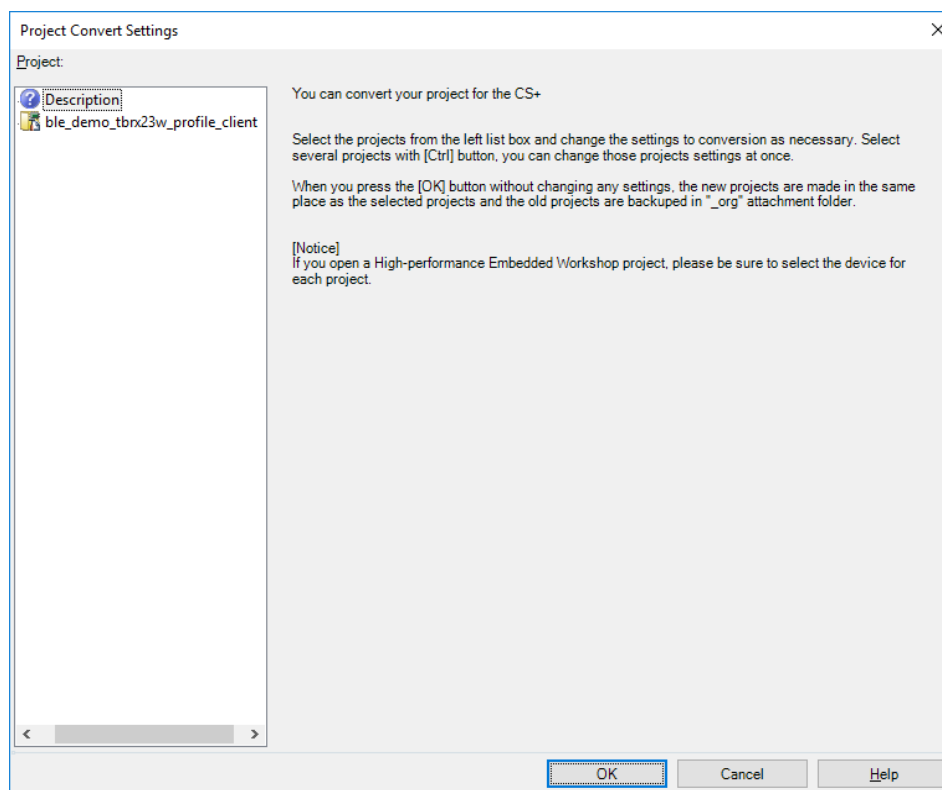 Project Convert Settings
Project:
Description
ble_demo_tbrx23w_profile_client
You can convert your project for the CS+
Select the projects from the left list box and change the settings to conversion as necessary. Select
several projects with [Ctrl] button, you can change those projects settings at once.
When you press the [OK] button without changing any settings, the new projects are made in the same
place as the selected projects and the old projects are backuped in "_org" attachment folder.
[Notice]
If you open a High-performance Embedded Workshop project, please be sure to select the device for
each project.
OK
Cancel
Help